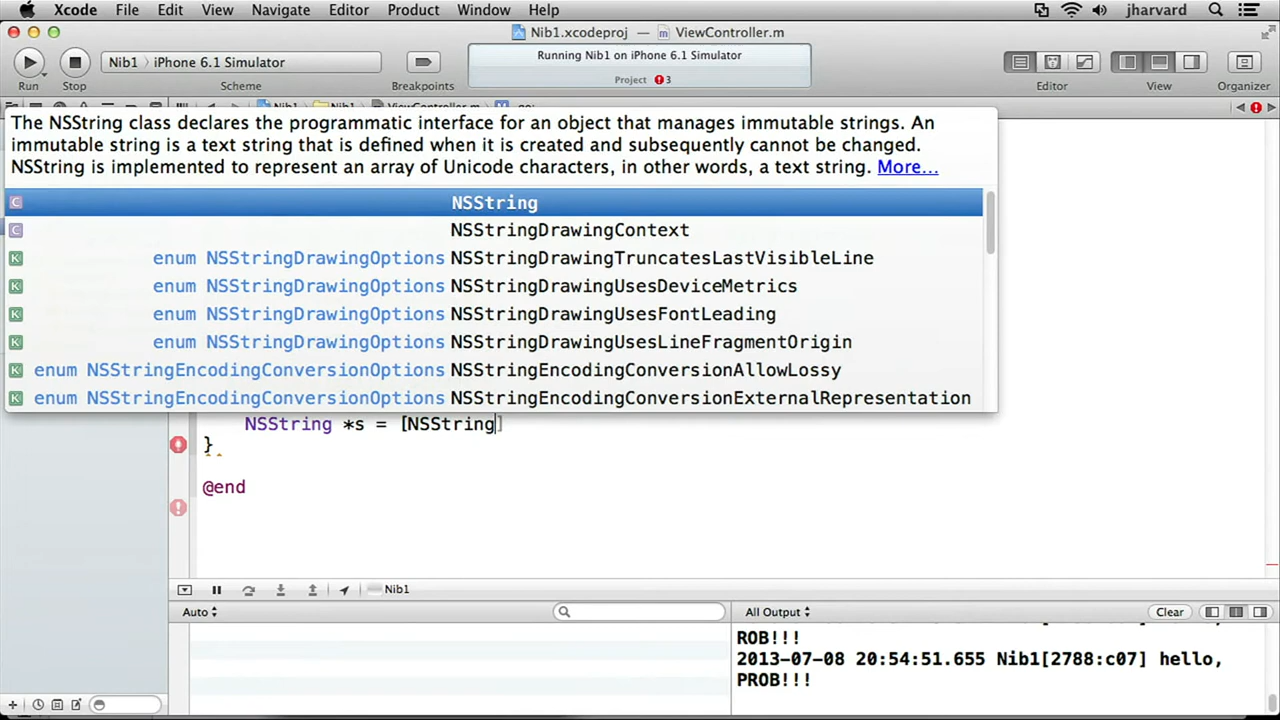 Xcode File Edit View Navigate Editor Product Window Help jharvard
Nib1.xcodeproj — ViewController.m
Nib1 〉 iPhone 6.1 Simulator
Running Nib1 on iPhone 6.1 Simulator
Project 3
Run Stop Scheme Breakpoints Editor View Organizer
The NSString class declares the programmatic interface for an object that manages immutable strings. An
immutable string is a text string that is defined when it is created and subsequently cannot be changed.
NSString is implemented to represent an array of Unicode characters, in other words, a text string. More...
C NSString
C NSStringDrawingContext
K enum NSStringDrawingOptions NSStringDrawingTruncatesLastVisibleLine
K enum NSStringDrawingOptions NSStringDrawingUsesDeviceMetrics
K enum NSStringDrawingOptions NSStringDrawingUsesFontLeading
K enum NSStringDrawingOptions NSStringDrawingUsesLineFragmentOrigin
K enum NSStringEncodingConversionOptions NSStringEncodingConversionAllowLossy
K enum NSStringEncodingConversionOptions NSStringEncodingConversionExternalRepresentation
NSString *s = [NSString]
}
@end
Nib1
Auto
All Output Clear
ROB!!!
2013-07-08 20:54:51.655 Nib1[2788:c07] hello,
PROB!!!